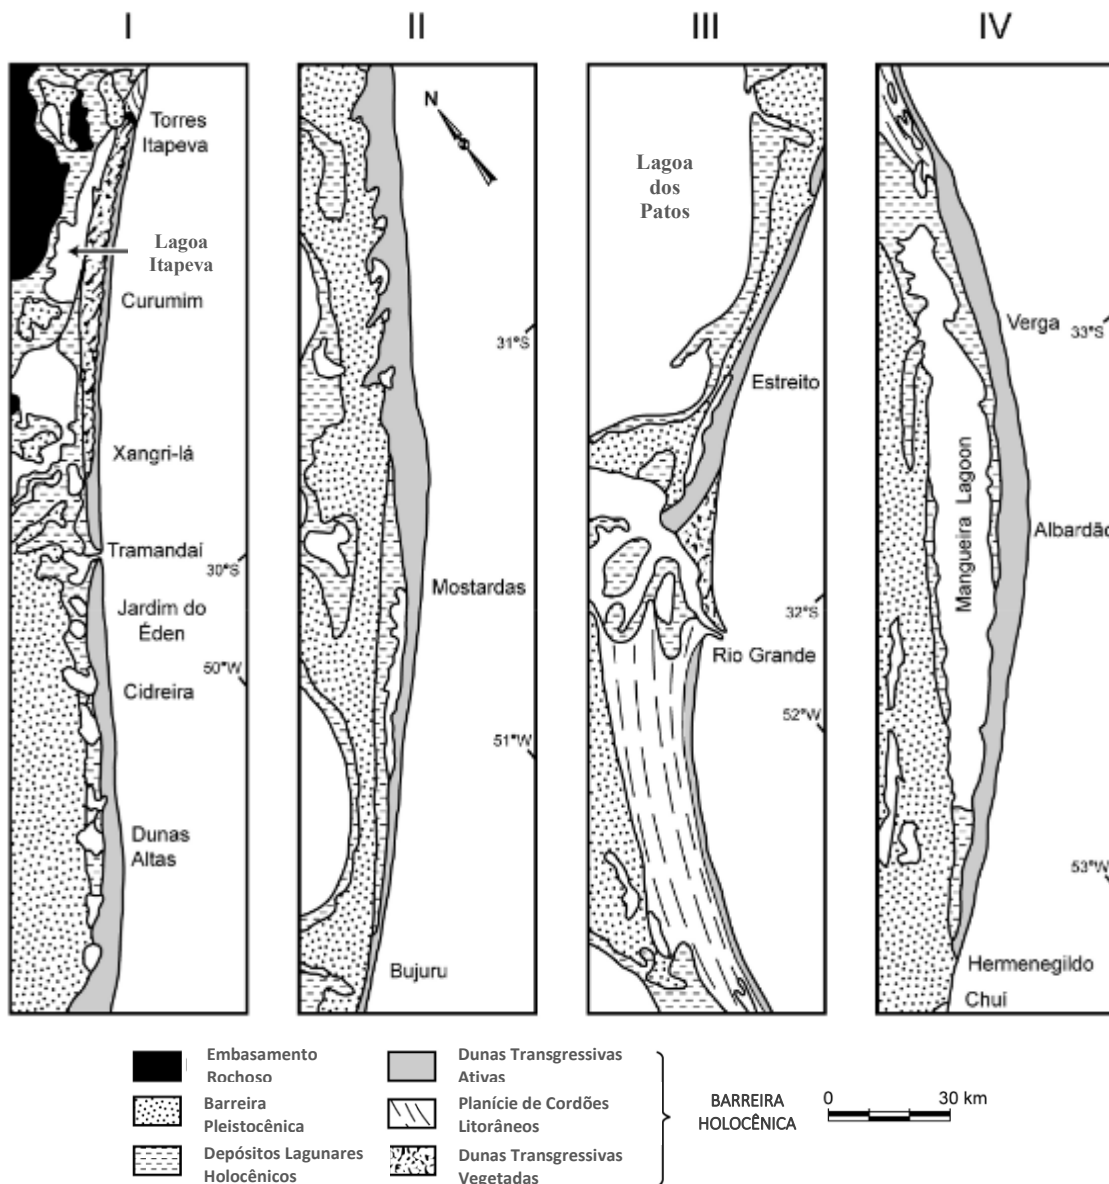 I
II
III
IV
Torres
Itapeva
Lagoa
Itapeva
Curumim
Xangri-lá
Tramandaí
30°S
Jardim do
Éden
50°W
Cidreira
Dunas
Altas
N
31°S
Mostardas
51°W
Bujuru
Lagoa
dos
Patos
Estreito
32°S
Rio Grande
52°W
Verga
33°S
Mangueira Lagoon
Albardão
53°W
Hermenegildo
Chuí
Embasamento
Rochoso
Barreira
Pleistocênica
Depósitos Lagunares
Holocênicos
Dunas Transgressivas
Ativas
Planície de Cordões
Litorâneos
Dunas Transgressivas
Vegetadas
BARREIRA
HOLOCÊNICA
0 30 km